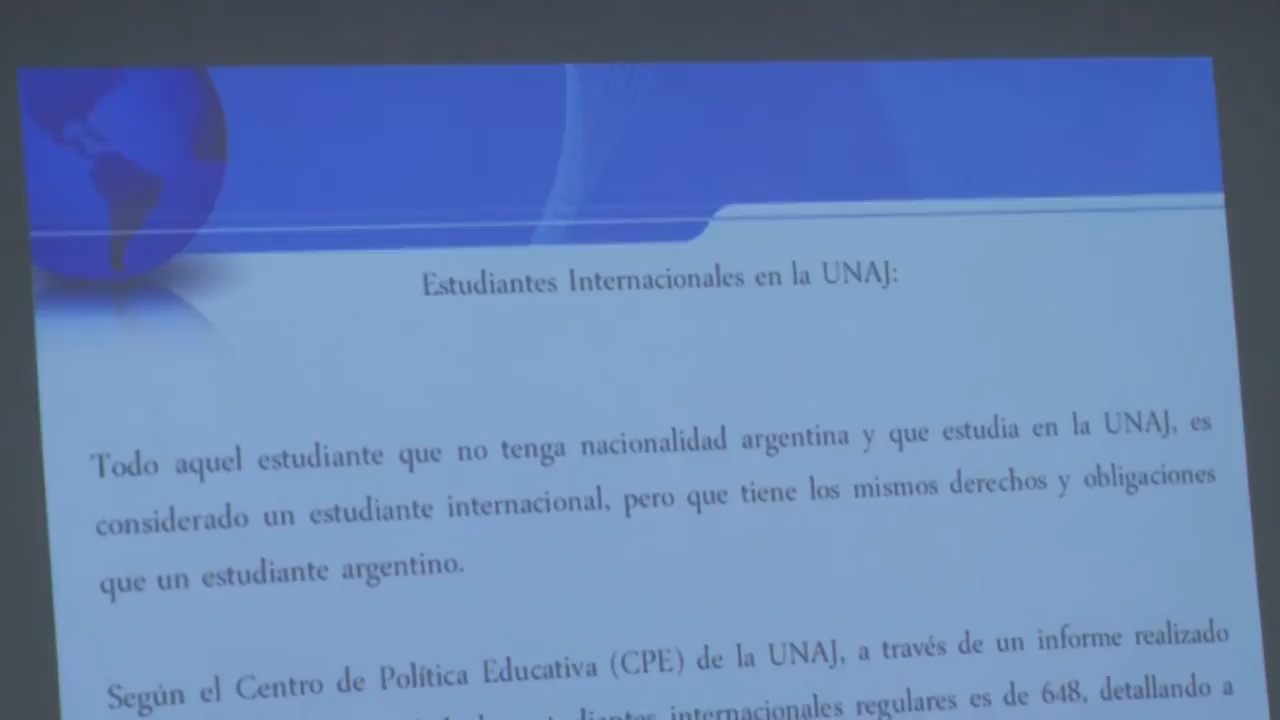 Estudiantes Internacionales en la UNAJ:
Todo aquel estudiante que no tenga nacionalidad argentina y que estudia en la UNAJ, es
considerado un estudiante internacional, pero que tiene los mismos derechos y obligaciones
que un estudiante argentino.
Según el Centro de Política Educativa (CPE) de la UNAJ, a través de un informe realizado
internacionales regulares es de 648, detallando a